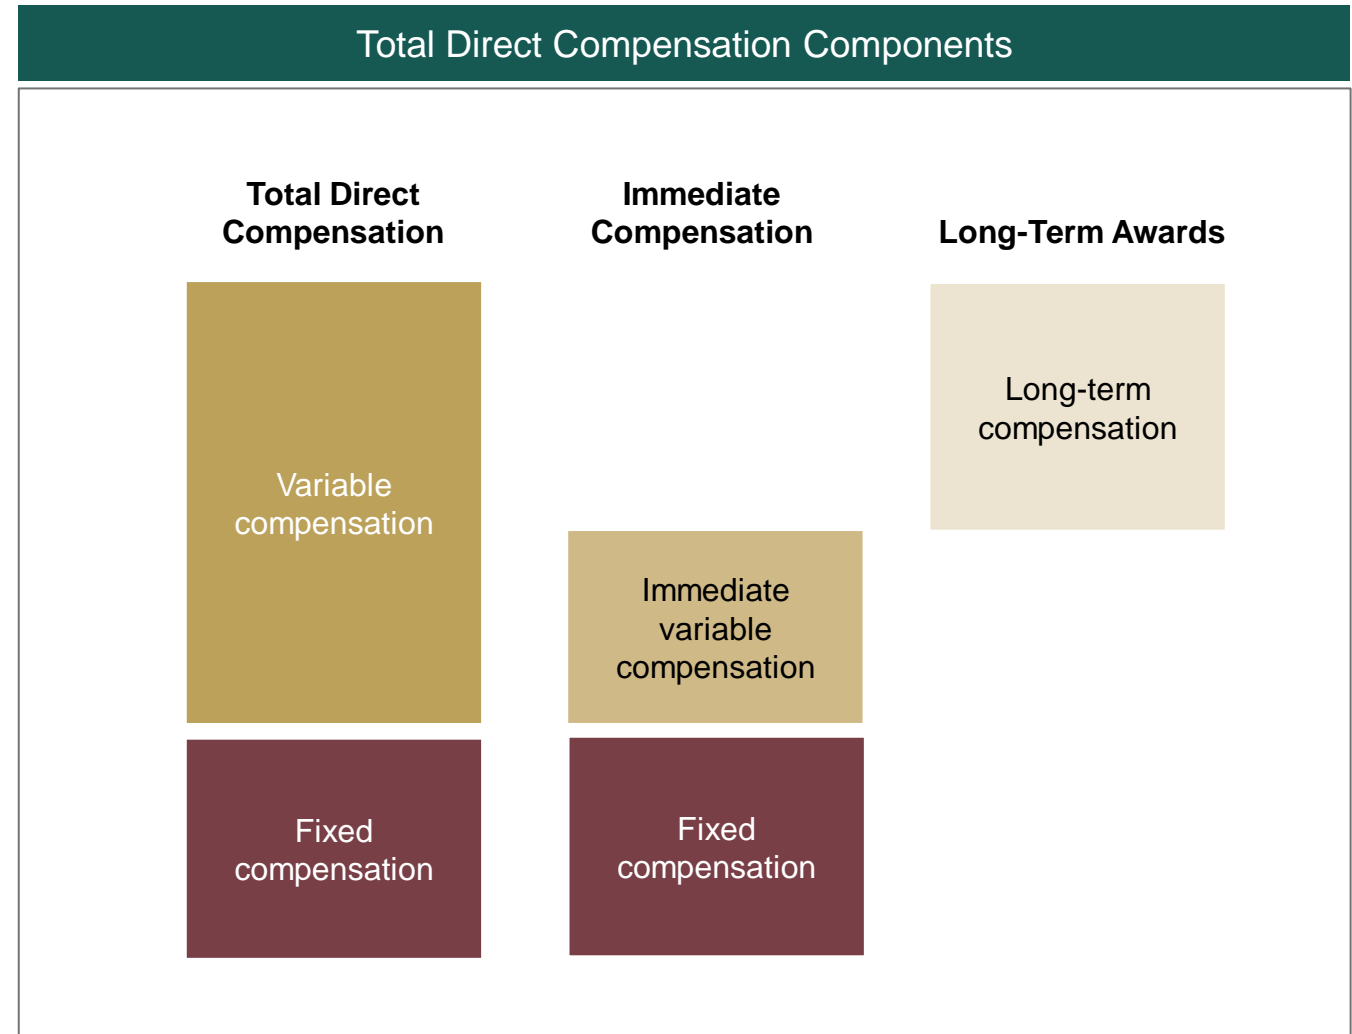 Total Direct Compensation Components
Total Direct
Compensation
Immediate
Compensation
Long-Term Awards
Variable
compensation
Fixed
compensation
Immediate
variable
compensation
Fixed
compensation
Long-term
compensation